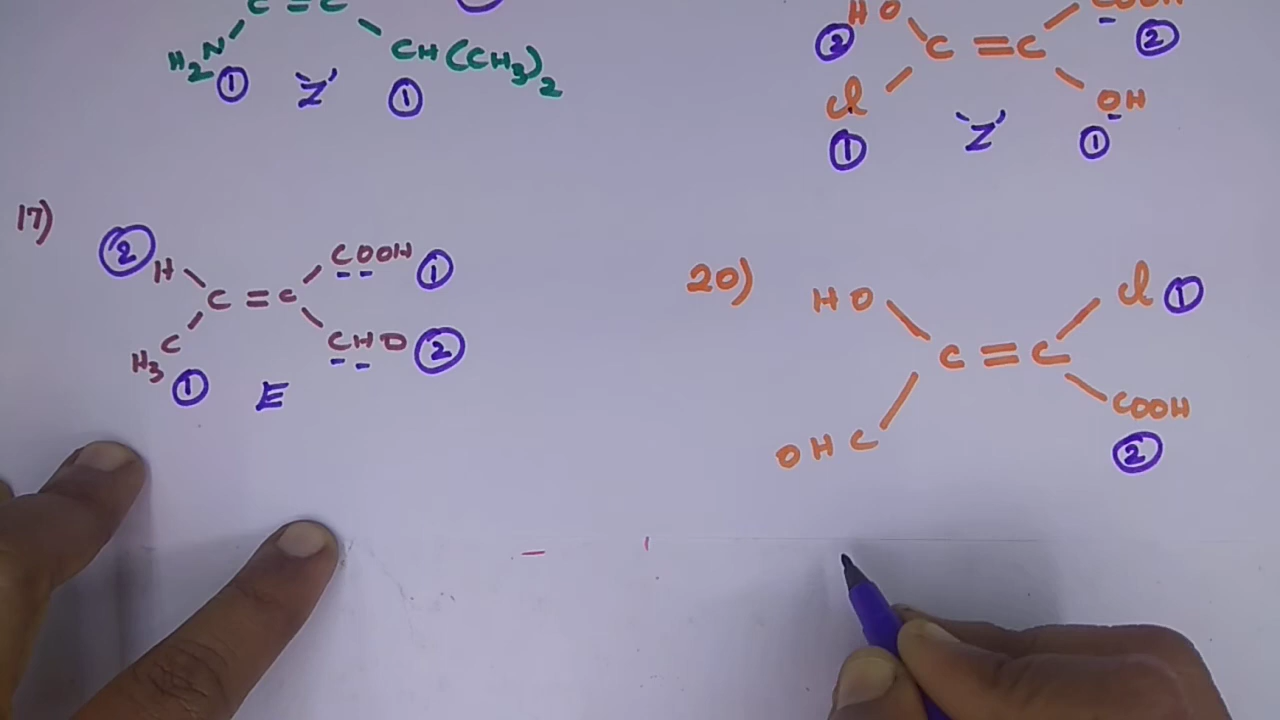 C = C
H₂N
①
'Z'
CH(CH₃)₂
①
HO
②
C = C
COOH
②
Cl
①
'Z'
OH
①
17)
②
H
COOH
①
C = C
H₃C
①
E
CHO
②
20)
HO
Cl
①
C = C
OHC
COOH
②